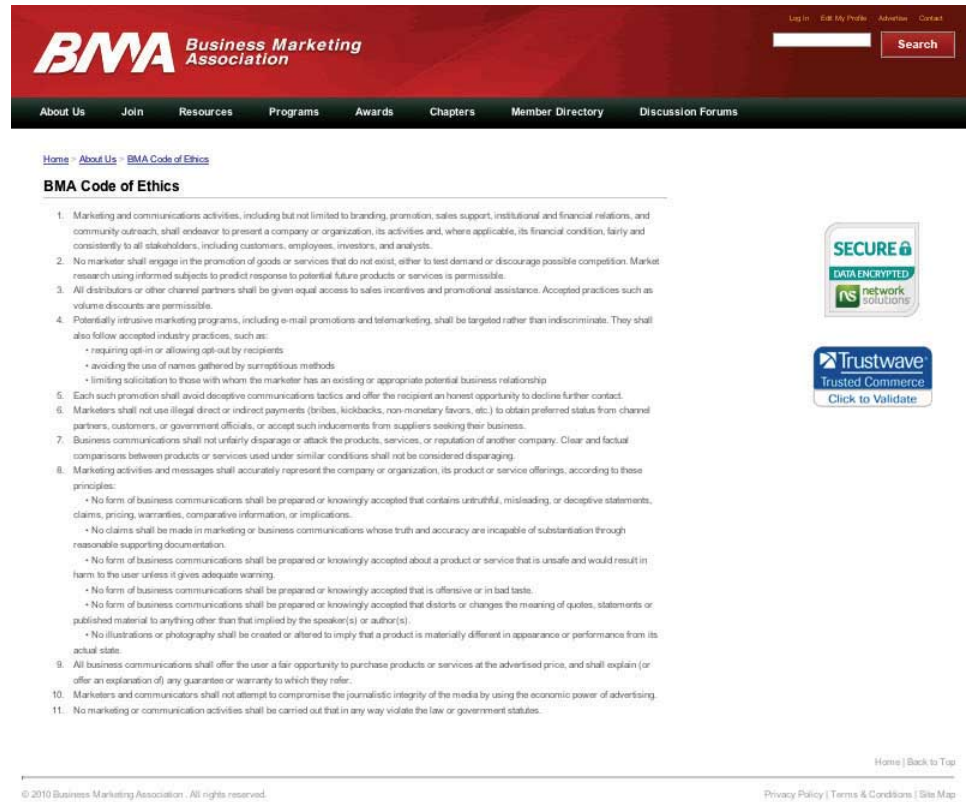 Log In Edit My Profile Advertise Contact
BMA Business Marketing
Association
Search
About Us Join Resources Programs Awards Chapters Member Directory Discussion Forums
Home > About Us > BMA Code of Ethics
BMA Code of Ethics
1. Marketing and communications activities, including but not limited to branding, promotion, sales support, institutional and financial relations, and
community outreach, shall endeavor to present a company or organization, its activities and, where applicable, its financial condition, fairly and
consistently to all stakeholders, including customers, employees, investors, and analysts.
2. No marketer shall engage in the promotion of goods or services that do not exist, either to test demand or discourage possible competition. Market
research using informed subjects to predict response to potential future products or services is permissible.
3. All distributors or other channel partners shall be given equal access to sales incentives and promotional assistance. Accepted practices such as
volume discounts are permissible.
4. Potentially intrusive marketing programs, including e-mail promotions and telemarketing, shall be targeted rather than indiscriminate. They shall
also follow accepted industry practices, such as:
• requiring opt-in or allowing opt-out by recipients
• avoiding the use of names gathered by surreptitious methods
• limiting solicitation to those with whom the marketer has an existing or appropriate potential business relationship
5. Each such promotion shall avoid deceptive communications tactics and offer the recipient an honest opportunity to decline further contact.
6. Marketers shall not use illegal direct or indirect payments (bribes, kickbacks, non-monetary favors, etc.) to obtain preferred status from channel
partners, customers, or government officials, or accept such inducements from suppliers seeking their business.
7. Business communications shall not unfairly disparage or attack the products, services, or reputation of another company. Clear and factual
comparisons between products or services used under similar conditions shall not be considered disparaging.
8. Marketing activities and messages shall accurately represent the company or organization, its product or service offerings, according to these
principles:
• No form of business communications shall be prepared or knowingly accepted that contains untruthful, misleading, or deceptive statements,
claims, pricing, warranties, comparative information, or implications.
• No claims shall be made in marketing or business communications whose truth and accuracy are incapable of substantiation through
reasonable supporting documentation.
• No form of business communications shall be prepared or knowingly accepted about a product or service that is unsafe and would result in
harm to the user unless it gives adequate warning.
• No form of business communications shall be prepared or knowingly accepted that is offensive or in bad taste.
• No form of business communications shall be prepared or knowingly accepted that distorts or changes the meaning of quotes, statements or
published material to anything other than that implied by the speaker(s) or author(s).
• No illustrations or photography shall be created or altered to imply that a product is materially different in appearance or performance from its
actual state.
9. All business communications shall offer the user a fair opportunity to purchase products or services at the advertised price, and shall explain (or
offer an explanation of) any guarantee or warranty to which they refer.
10. Marketers and communicators shall not attempt to compromise the journalistic integrity of the media by using the economic power of advertising.
11. No marketing or communication activities shall be carried out that in any way violate the law or government statutes.
SECURE
DATA ENCRYPTED
ns network
solutions
Trustwave
Trusted Commerce
Click to Validate
Home | Back to Top
© 2010 Business Marketing Association. All rights reserved. Privacy Policy | Terms & Conditions | Site Map